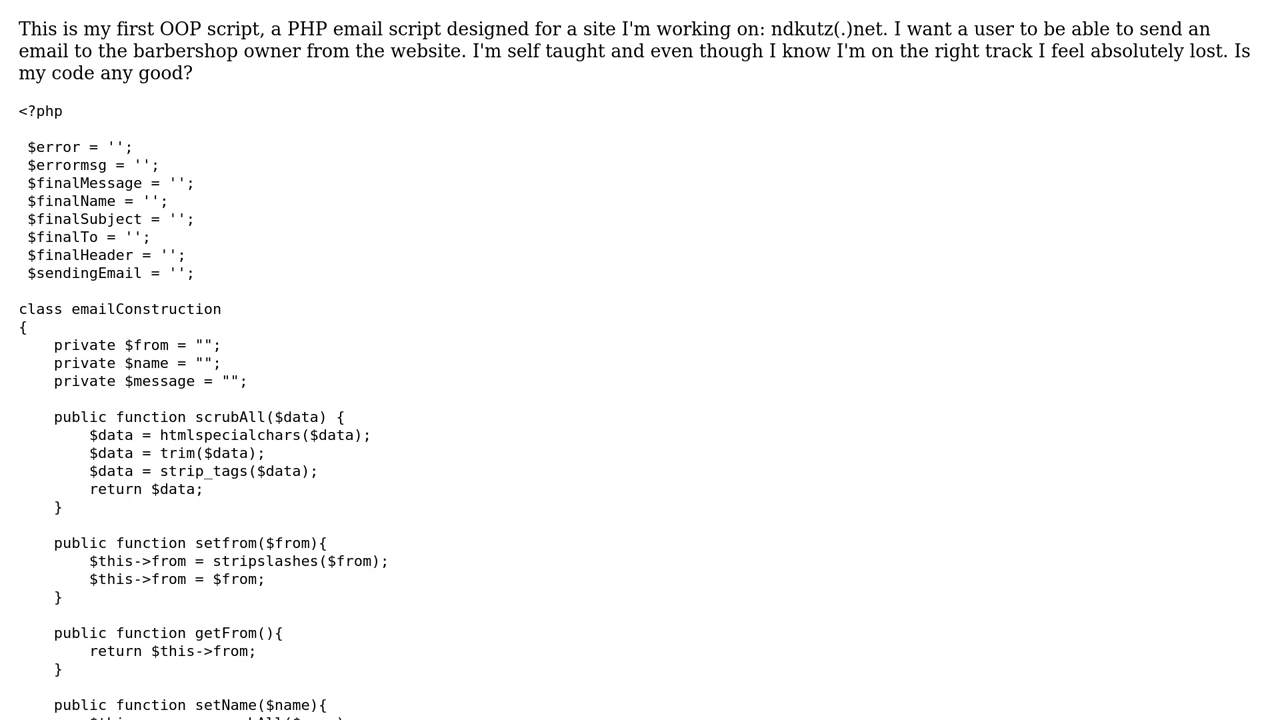 This is my first OOP script, a PHP email script designed for a site I'm working on: ndkutz(.)net. I want a user to be able to send an
email to the barbershop owner from the website. I'm self taught and even though I know I'm on the right track I feel absolutely lost. Is
my code any good?
<?php
$error = '';
$errormsg = '';
$finalMessage = '';
$finalName = '';
$finalSubject = '';
$finalTo = '';
$finalHeader = '';
$sendingEmail = '';
class emailConstruction
{
private $from = "";
private $name = "";
private $message = "";
public function scrubAll($data) {
$data = htmlspecialchars($data);
$data = trim($data);
$data = strip_tags($data);
return $data;
}
public function setfrom($from){
$this->from = stripslashes($from);
$this->from = $from;
}
public function getFrom(){
return $this->from;
}
public function setName($name){